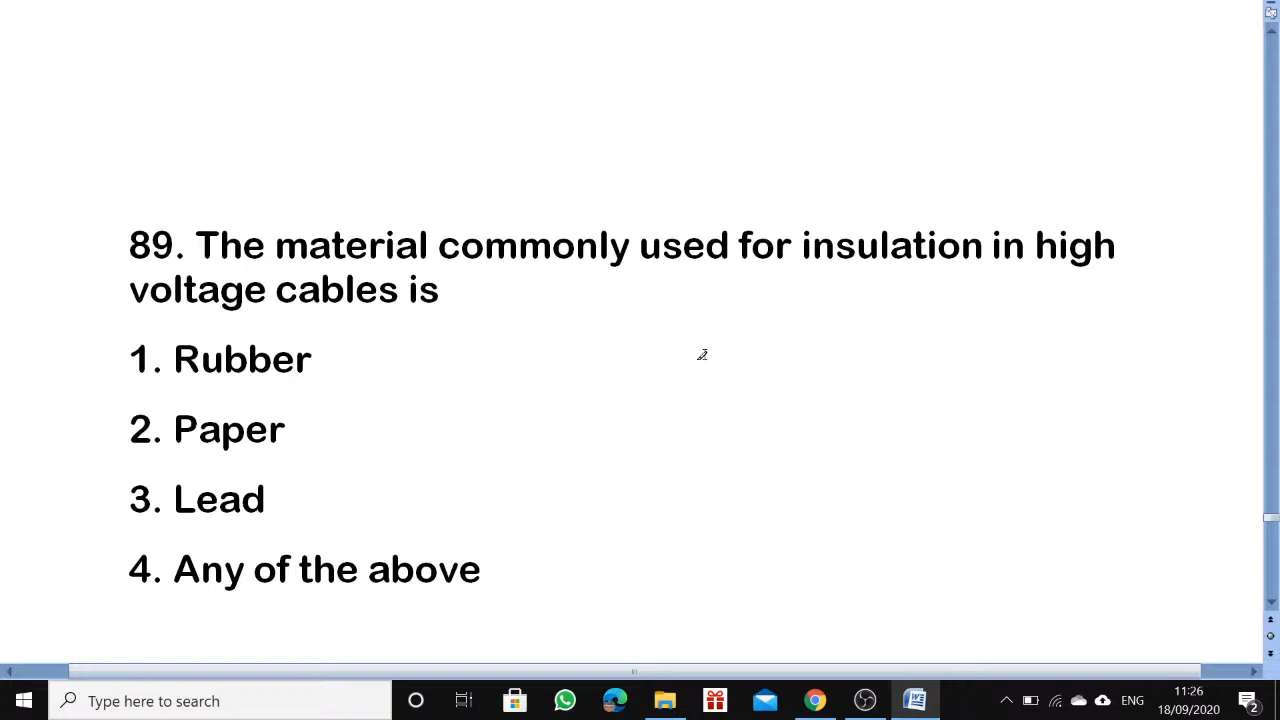 89. The material commonly used for insulation in high
voltage cables is
1. Rubber
2. Paper
3. Lead
4. Any of the above
Type here to search
ENG
11:26
18/09/2020
2